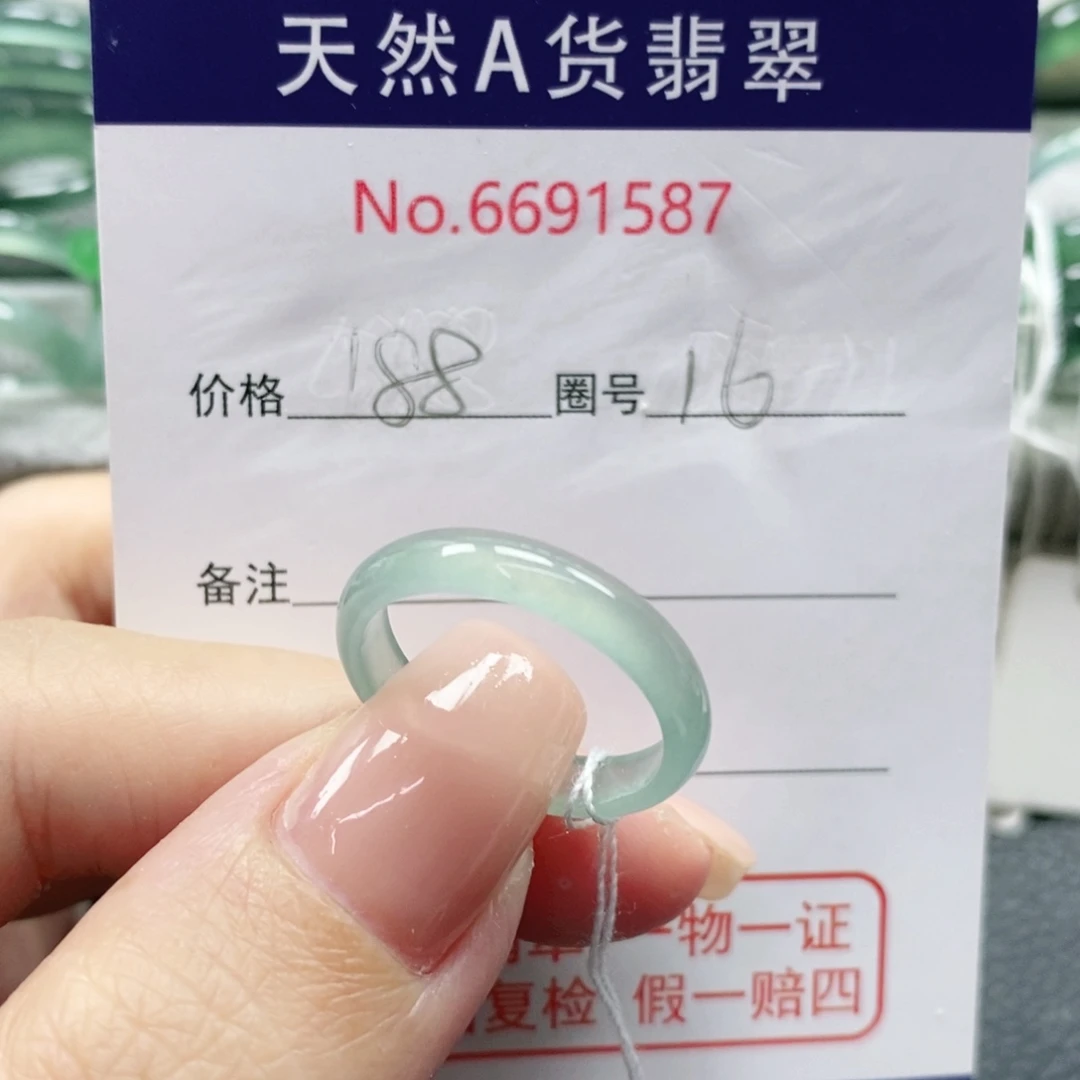 天然A货翡翠
No.6691587
价格 188 圈号 16
备注
一物一证
复检 假一赔四